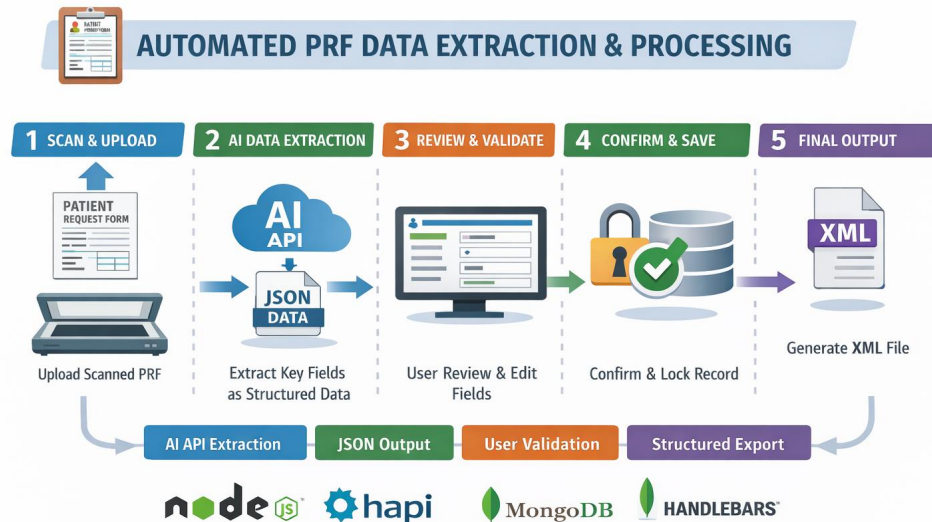 PATIENT
AUTOMATED PRF DATA EXTRACTION & PROCESSING
1 SCAN & UPLOAD
2 AI DATA EXTRACTION
3 REVIEW & VALIDATE
4 CONFIRM & SAVE
5 FINAL OUTPUT
PATIENT
REQUEST FORM
AI
API
JSON
DATA
XML
Upload Scanned PRF
Extract Key Fields
as Structured Data
User Review & Edit
Fields
Confirm & Lock Record
Generate XML File
AI API Extraction
JSON Output
User Validation
Structured Export
node JS
hapi
MongoDB
HANDLEBARS